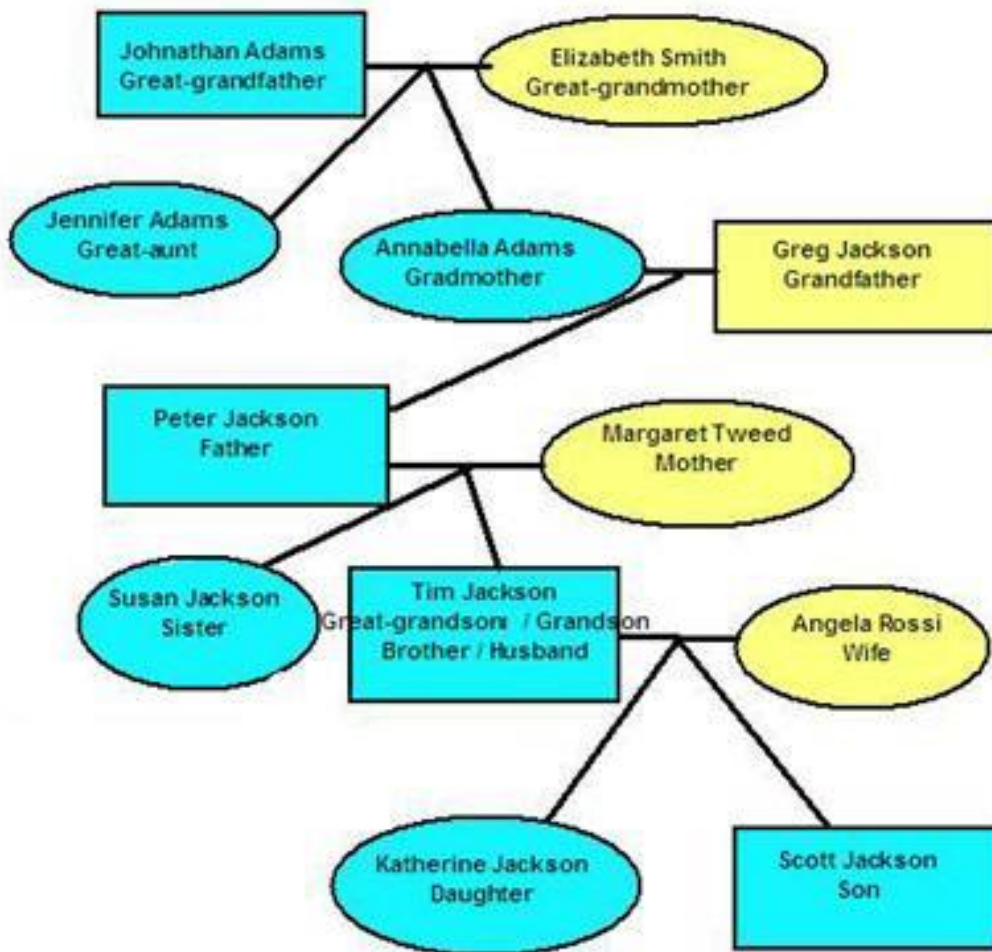 Johnathan Adams
Great-grandfather
Elizabeth Smith
Great-grandmother
Jennifer Adams
Great-aunt
Annabella Adams
Gradmother
Greg Jackson
Grandfather
Peter Jackson
Father
Margaret Tweed
Mother
Susan Jackson
Sister
Tim Jackson
Great-grandson / Grandson
Brother / Husband
Angela Rossi
Wife
Katherine Jackson
Daughter
Scott Jackson
Son